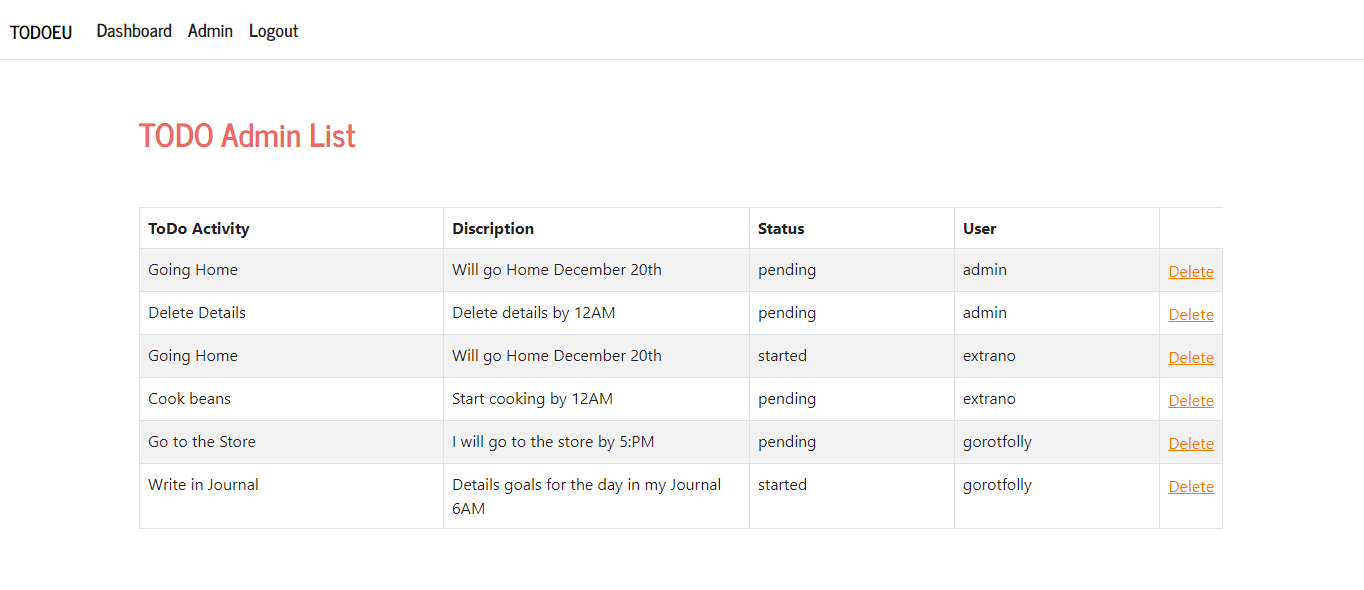 TODOEU Dashboard Admin Logout
TODO Admin List
ToDo Activity Discription Status User
Going Home Will go Home December 20th pending admin Delete
Delete Details Delete details by 12AM pending admin Delete
Going Home Will go Home December 20th started extrano Delete
Cook beans Start cooking by 12AM pending extrano Delete
Go to the Store I will go to the store by 5:PM pending gorotfolly Delete
Write in Journal Details goals for the day in my Journal started gorotfolly Delete
6AM